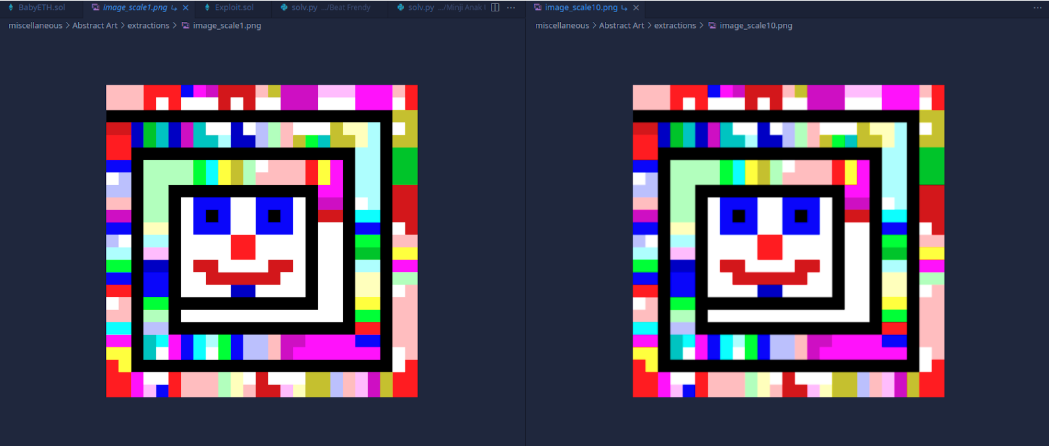 BabyETH.sol image_scale1.png Exploit.sol solv.py .../Beat Frendy solv.py .../Minji Anak I
miscellaneous > Abstract Art > extractions > image_scale1.png
image_scale10.png
miscellaneous > Abstract Art > extractions > image_scale10.png